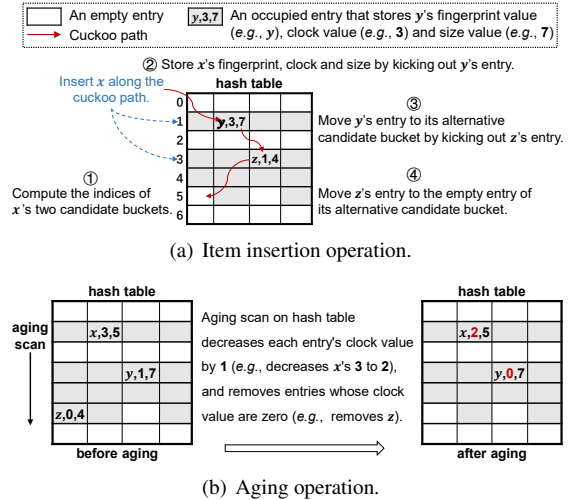 An empty entry
Cuckoo path
y,3,7
An occupied entry that stores y's fingerprint value
(e.g., y), clock value (e.g., 3) and size value (e.g., 7)
② Store x's fingerprint, clock and size by kicking out y's entry.
Insert x along the
cuckoo path.
hash table
0
1
2
3
4
5
6
y,3,7
z,1,4
①
Compute the indices of
x's two candidate buckets.
③
Move y's entry to its alternative
candidate bucket by kicking out z's entry.
④
Move z's entry to the empty entry of
its alternative candidate bucket.
(a) Item insertion operation.
hash table
aging
scan
x,3,5
y,1,7
z,0,4
before aging
Aging scan on hash table
decreases each entry's clock value
by 1 (e.g., decreases x's 3 to 2),
and removes entries whose clock
value are zero (e.g., removes z).
hash table
x,2,5
y,0,7
after aging
(b) Aging operation.